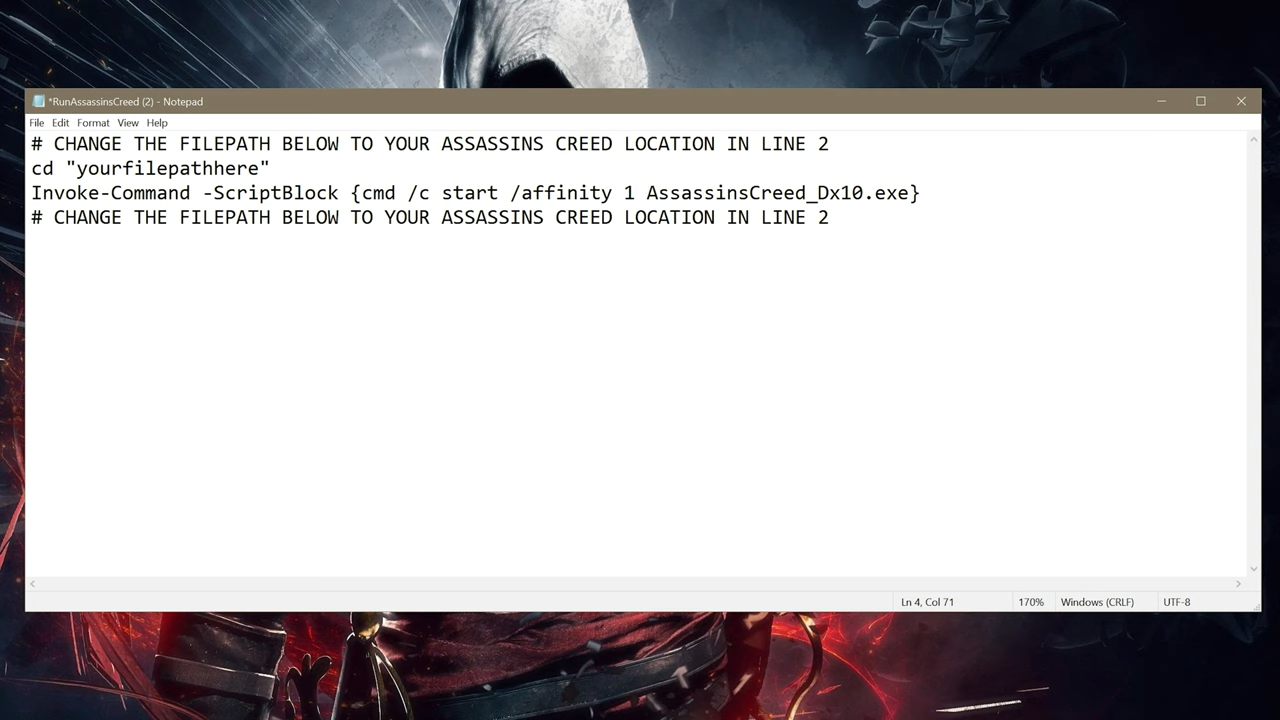 *RunAssassinsCreed (2) - Notepad
File Edit Format View Help
# CHANGE THE FILEPATH BELOW TO YOUR ASSASSINS CREED LOCATION IN LINE 2
cd "yourfilepathhere"
Invoke-Command -ScriptBlock {cmd /c start /affinity 1 AssassinsCreed_Dx10.exe}
# CHANGE THE FILEPATH BELOW TO YOUR ASSASSINS CREED LOCATION IN LINE 2
Ln 4, Col 71 170% Windows (CRLF) UTF-8